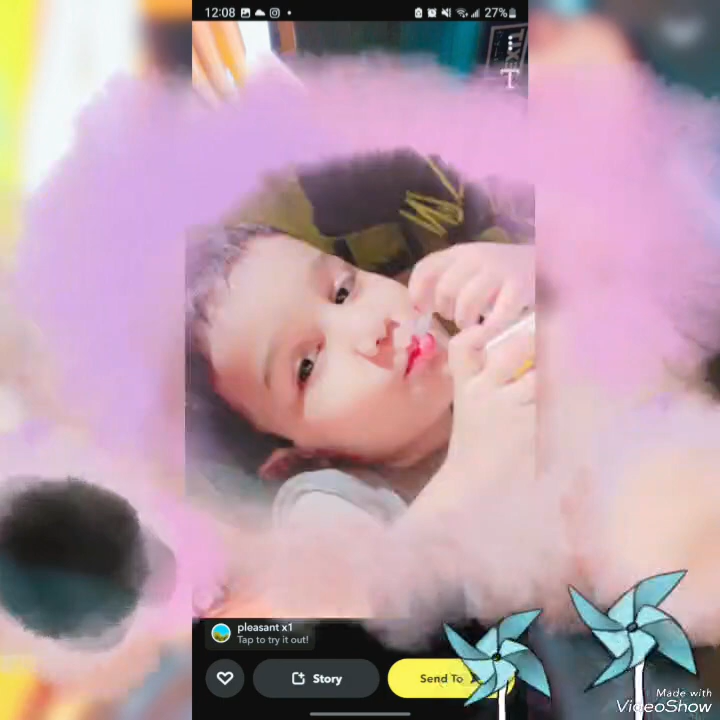 12:08
27%
T
pleasant x1
Tap to try it out!
Story
Send To
Made with
VideoShow